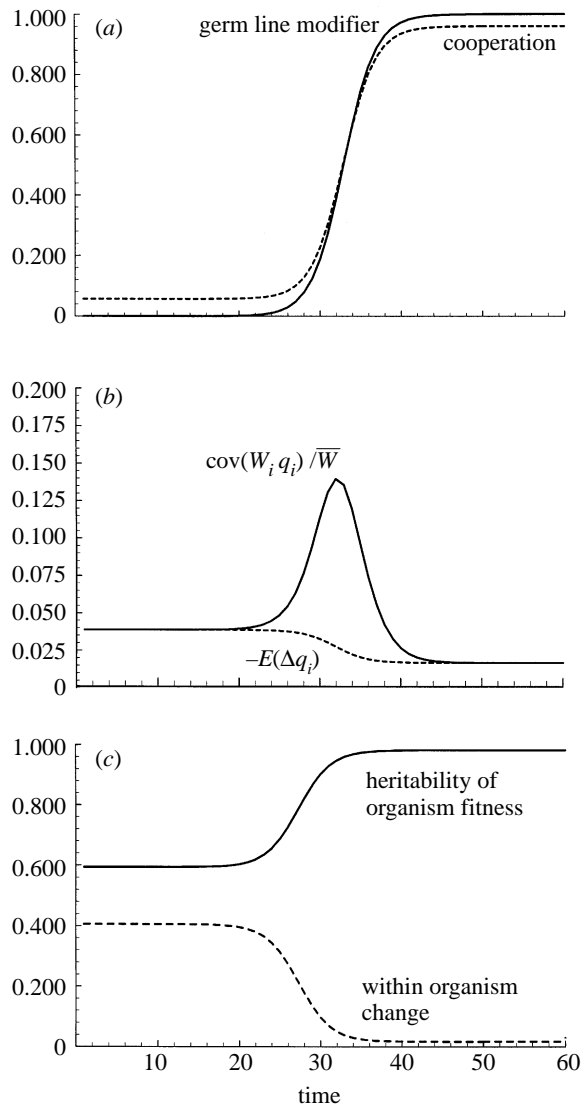 1.000
(a)
germ line modifier
cooperation
0.800
0.600
0.400
0.200
0
0.200
(b)
0.175
cov(W_i q_i) /W̅
0.150
0.125
0.100
0.075
0.050
0.025
–E(Δq_i)
0
1.000
(c)
heritability of
organism fitness
0.800
0.600
0.400
0.200
within organism
change
0
10 20 30 40 50 60
time